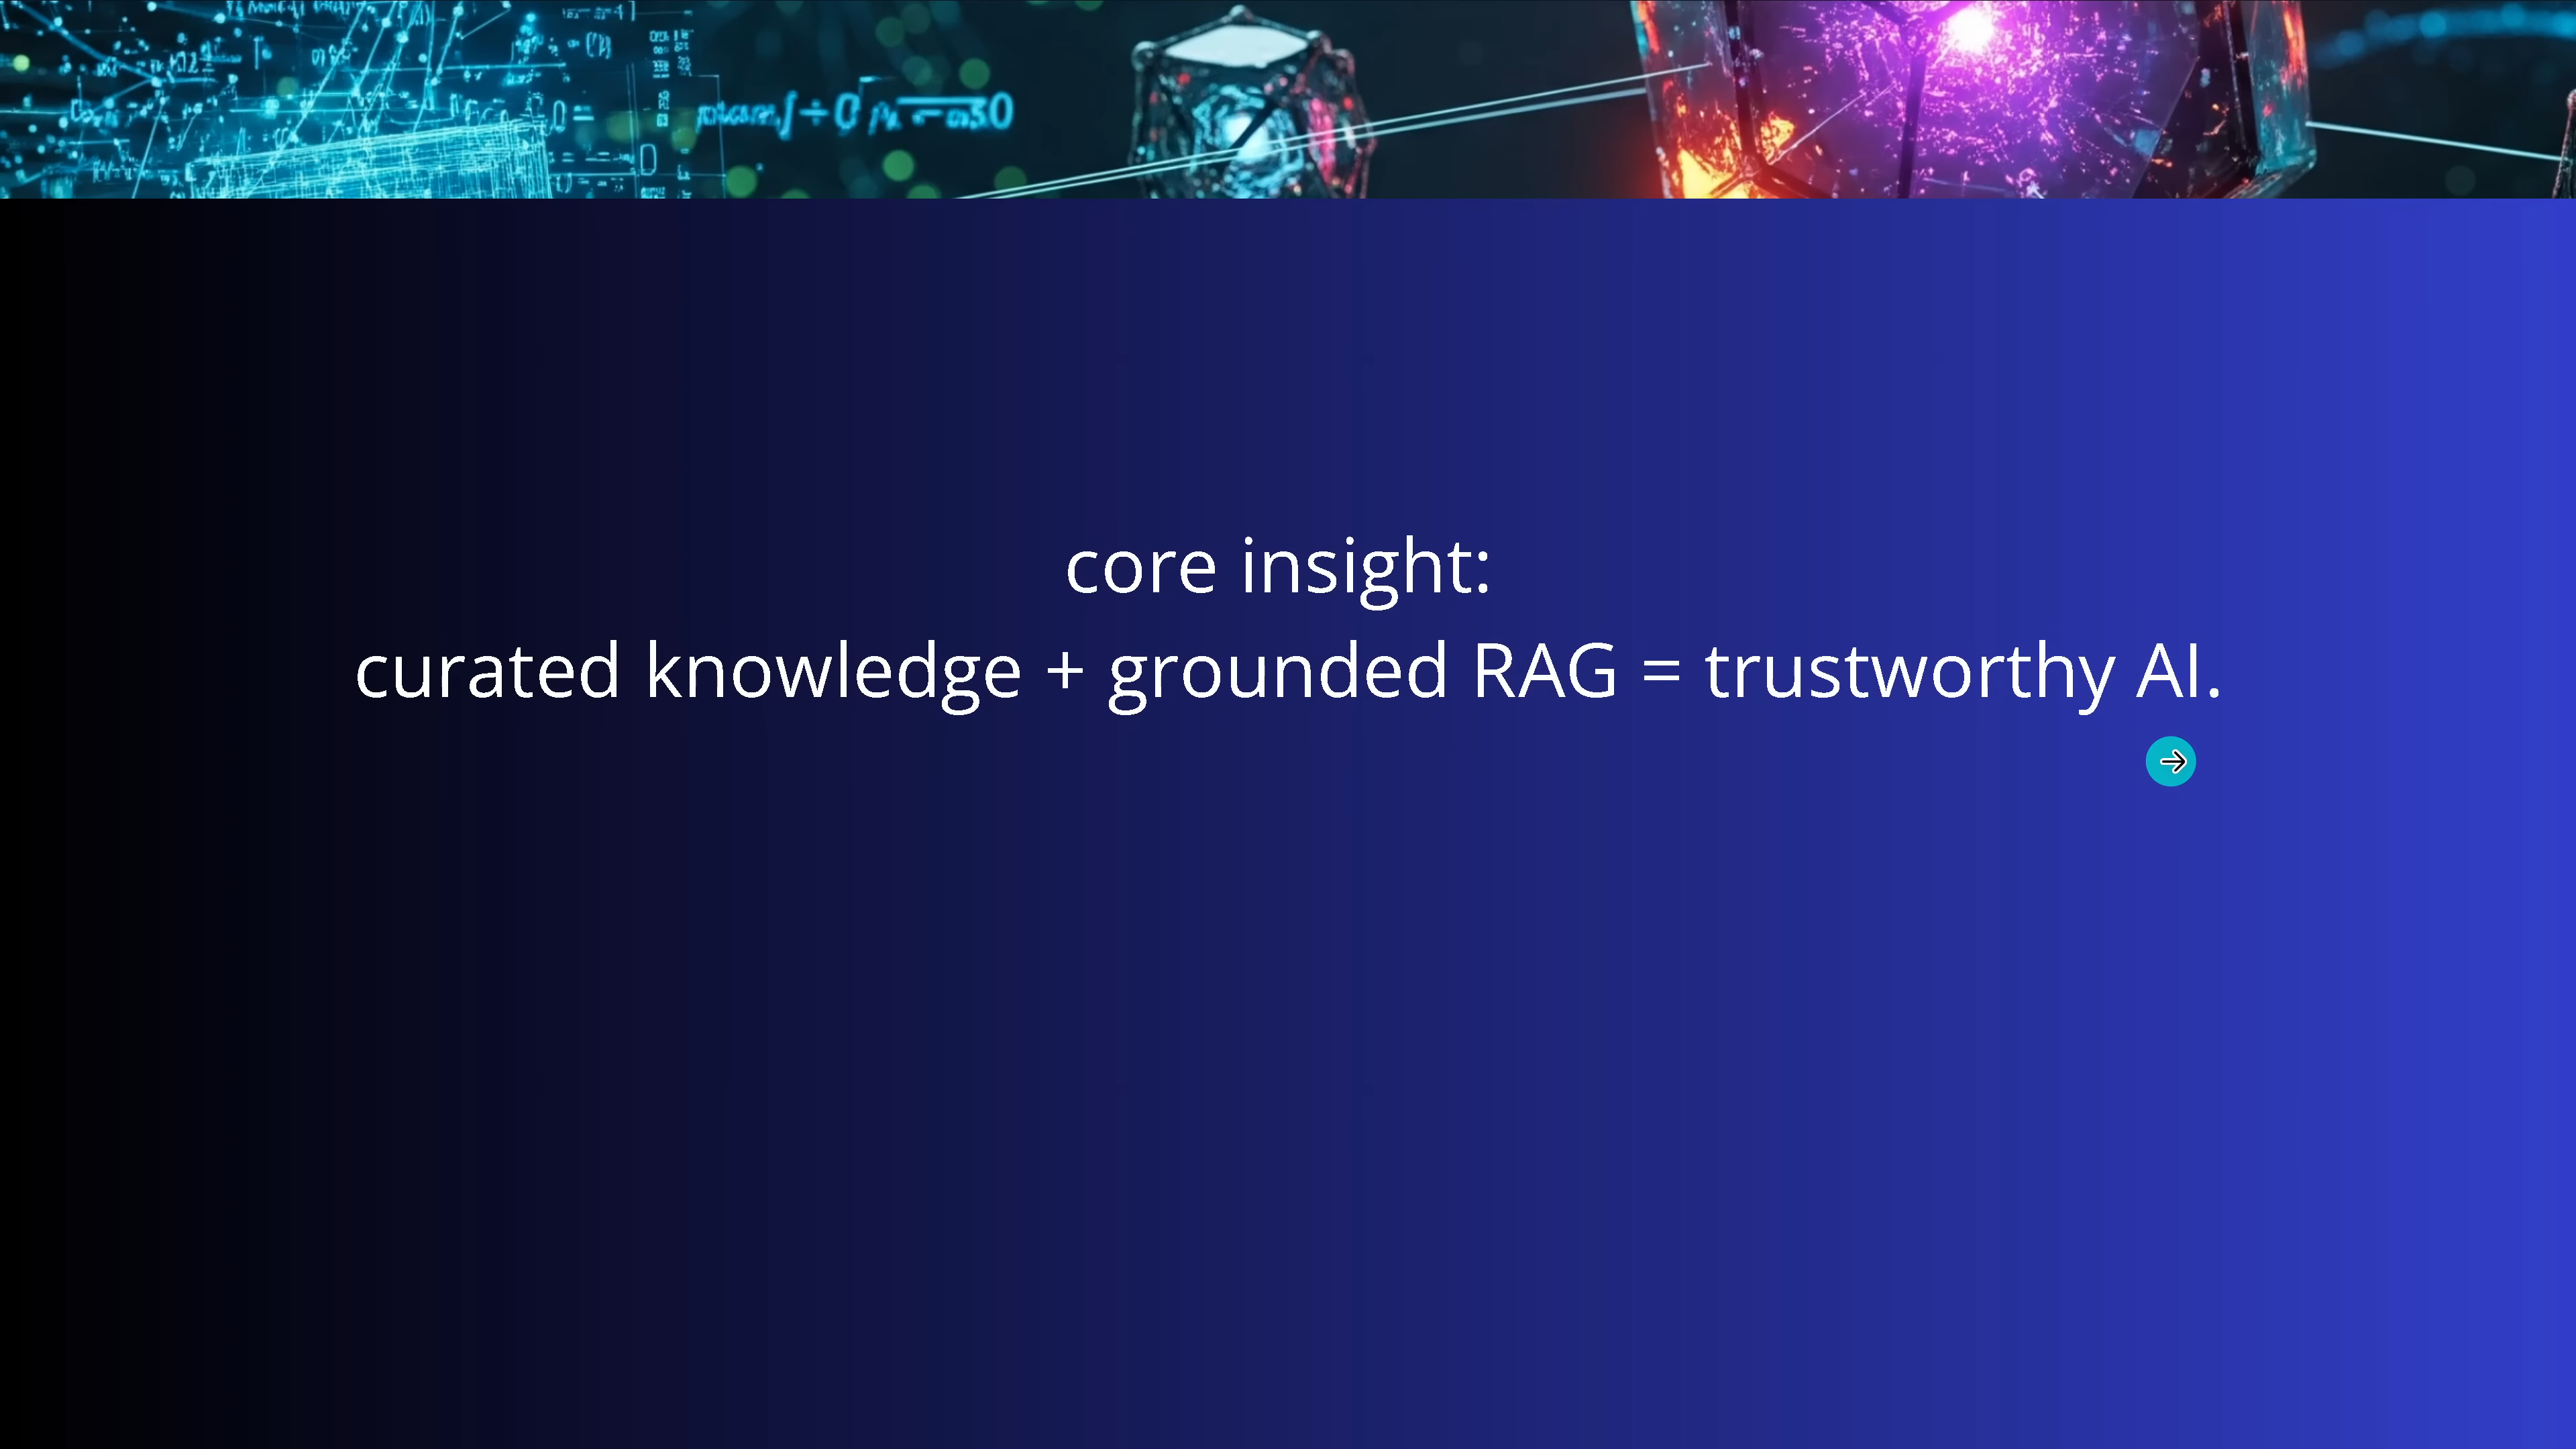 core insight:
curated knowledge + grounded RAG = trustworthy AI.